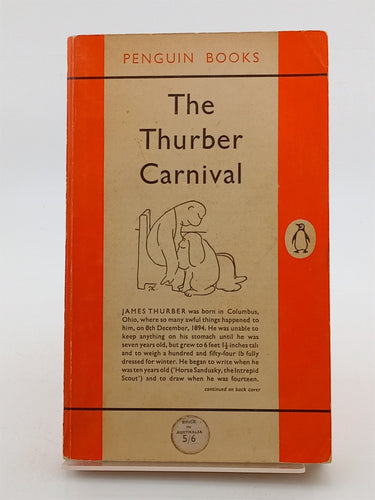 PENGUIN BOOKS
The
Thurber
Carnival
JAMES THURBER was born in Columbus,
Ohio, where so many awful things happened to
him, on 8th December, 1894. He was unable to
keep anything on his stomach until he was
seven years old, but grew to 6 feet 1½ inches tall
and to weigh a hundred and fifty-four lb fully
dressed for winter. He began to write when he
was ten years old ('Horse Sandusky, the Intrepid
Scout') and to draw when he was fourteen.
continued on back cover
PRICE
IN
AUSTRALIA
5/6